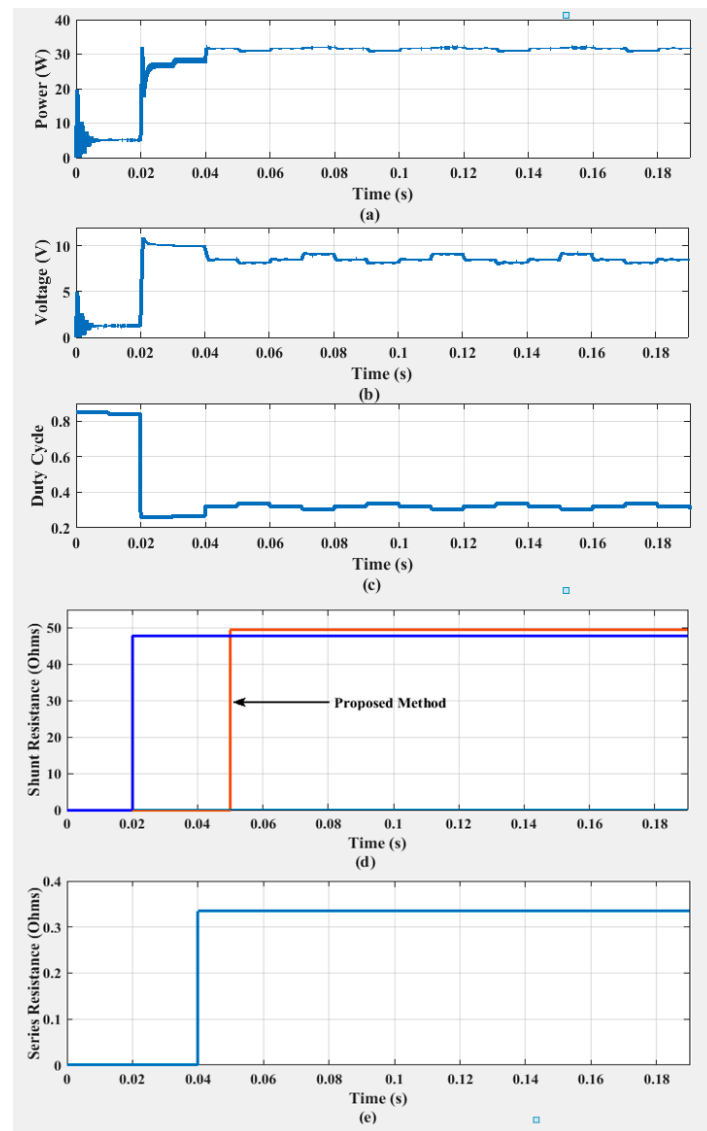 40
30
20
10
0
Power (W)
0 0.02 0.04 0.06 0.08 0.1 0.12 0.14 0.16 0.18
Time (s)
(a)
10
5
0
Voltage (V)
0 0.02 0.04 0.06 0.08 0.1 0.12 0.14 0.16 0.18
Time (s)
(b)
0.8
0.6
0.4
0.2
Duty Cycle
0 0.02 0.04 0.06 0.08 0.1 0.12 0.14 0.16 0.18
Time (s)
(c)
50
40
30
20
10
0
Shunt Resistance (Ohms)
Proposed Method
0 0.02 0.04 0.06 0.08 0.1 0.12 0.14 0.16 0.18
Time (s)
(d)
0.4
0.3
0.2
0.1
0
Series Resistance (Ohms)
0 0.02 0.04 0.06 0.08 0.1 0.12 0.14 0.16 0.18
Time (s)
(e)